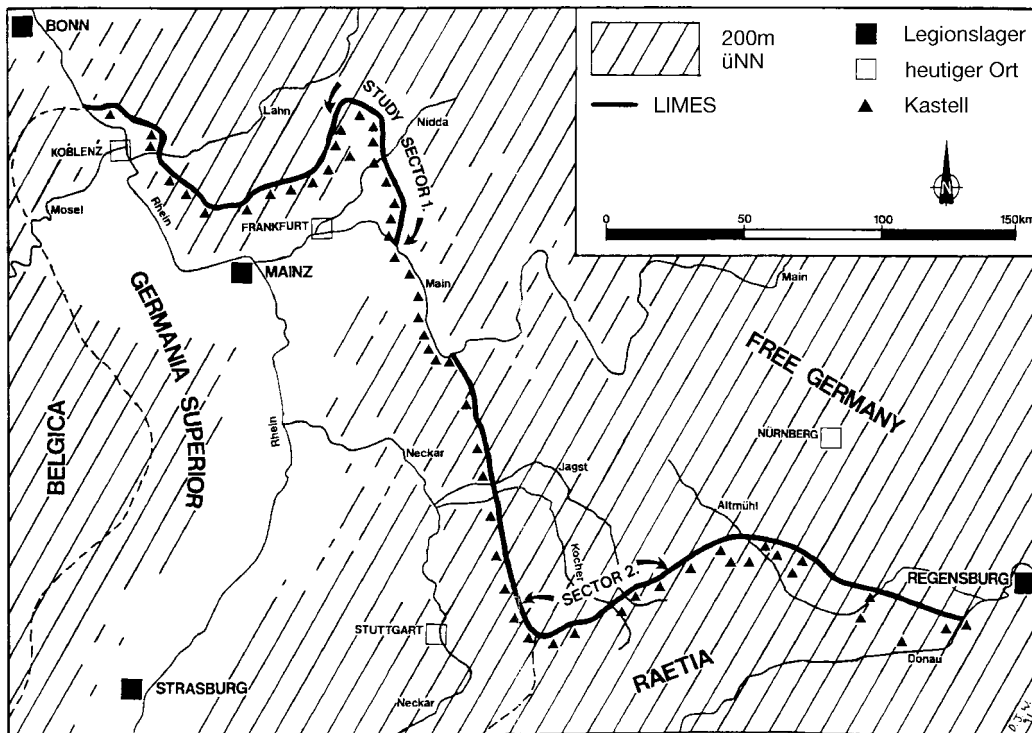 BONN
200m
üNN
Legionslager
heutiger Ort
LIMES
Kastell
N
0
50
100
150km
STUDY
SECTOR 1.
Lahn
Nidda
KOBLENZ
Mosel
Rhein
FRANKFURT
MAINZ
Main
Main
GERMANIA SUPERIOR
BELGICA
FREE GERMANY
Rhein
NÜRNBERG
Neckar
Jagst
Altmühl
Kocher
SECTOR 2.
REGENSBURG
STUTTGART
RAETIA
Donau
STRASBURG
Neckar